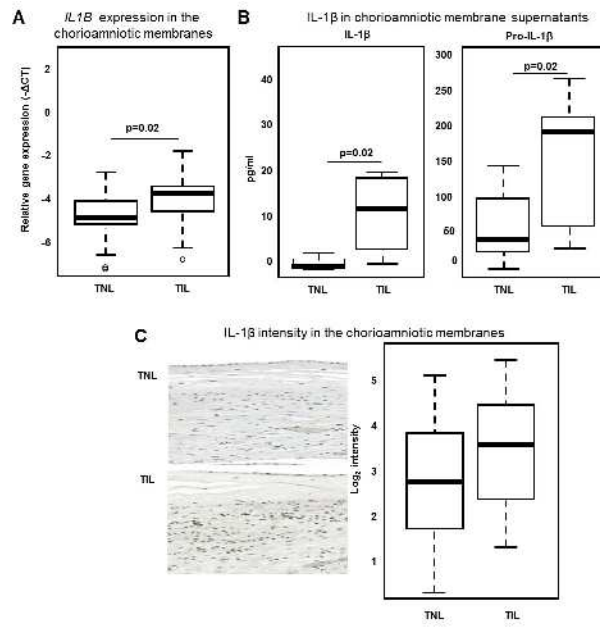 A
IL1B expression in the
chorioamniotic membranes
Relative gene expression (-ΔCT)
2
0
-2
-4
-6
p=0.02
TNL
TIL
B
IL-1β in chorioamniotic membrane supernatants
IL-1β
pg/ml
40
30
20
10
0
p=0.02
TNL
TIL
Pro-IL-1β
300
250
200
150
100
50
0
p=0.02
TNL
TIL
C
IL-1β intensity in the chorioamniotic membranes
TNL
TIL
Log2 intensity
5
4
3
2
1
TNL
TIL